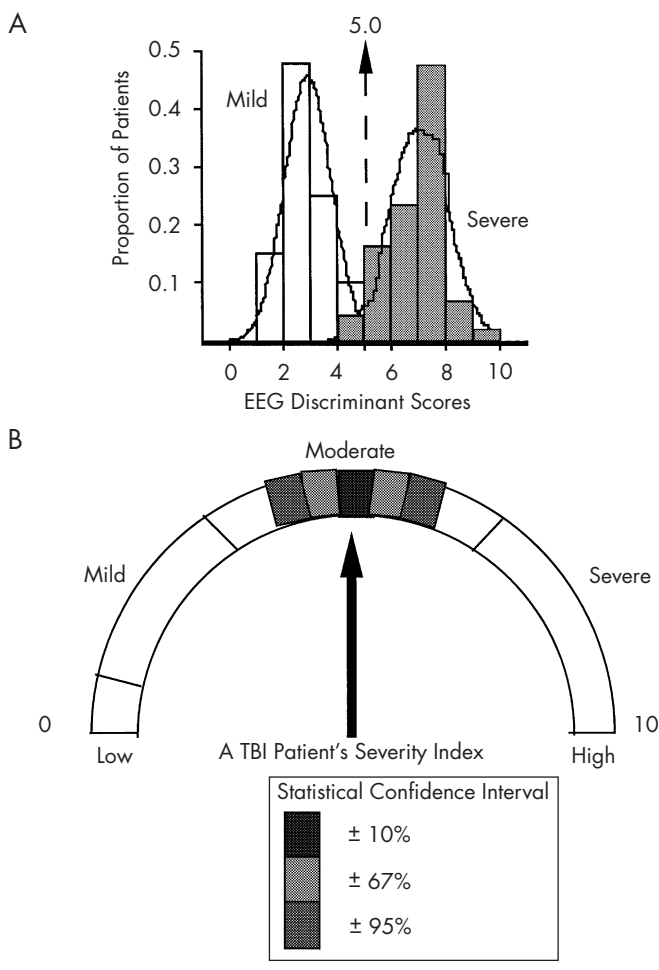 A
5.0
0.5
0.4
0.3
0.2
0.1
Proportion of Patients
Mild
Severe
0 2 4 6 8 10
EEG Discriminant Scores
B
Moderate
Mild
Severe
0
10
Low
A TBI Patient's Severity Index
High
Statistical Confidence Interval
± 10%
± 67%
± 95%